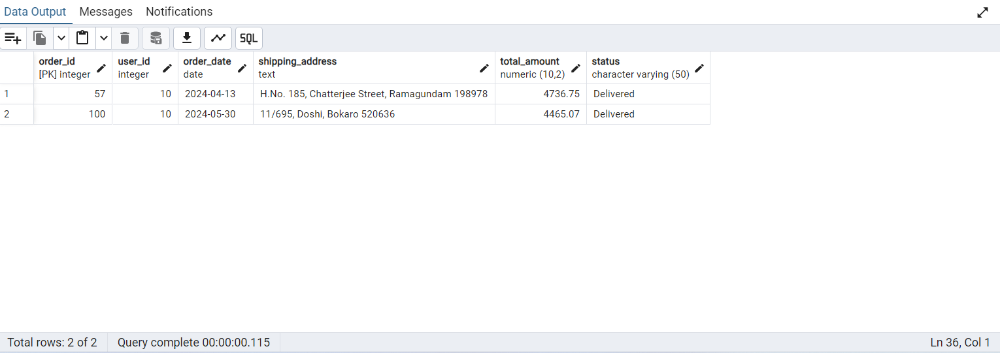 Data Output Messages Notifications
SQL
order_id user_id order_date shipping_address total_amount status
[PK] integer integer date text numeric (10,2) character varying (50)
1 57 10 2024-04-13 H.No. 185, Chatterjee Street, Ramagundam 198978 4736.75 Delivered
2 100 10 2024-05-30 11/695, Doshi, Bokaro 520636 4465.07 Delivered
Total rows: 2 of 2 Query complete 00:00:00.115 Ln 36, Col 1